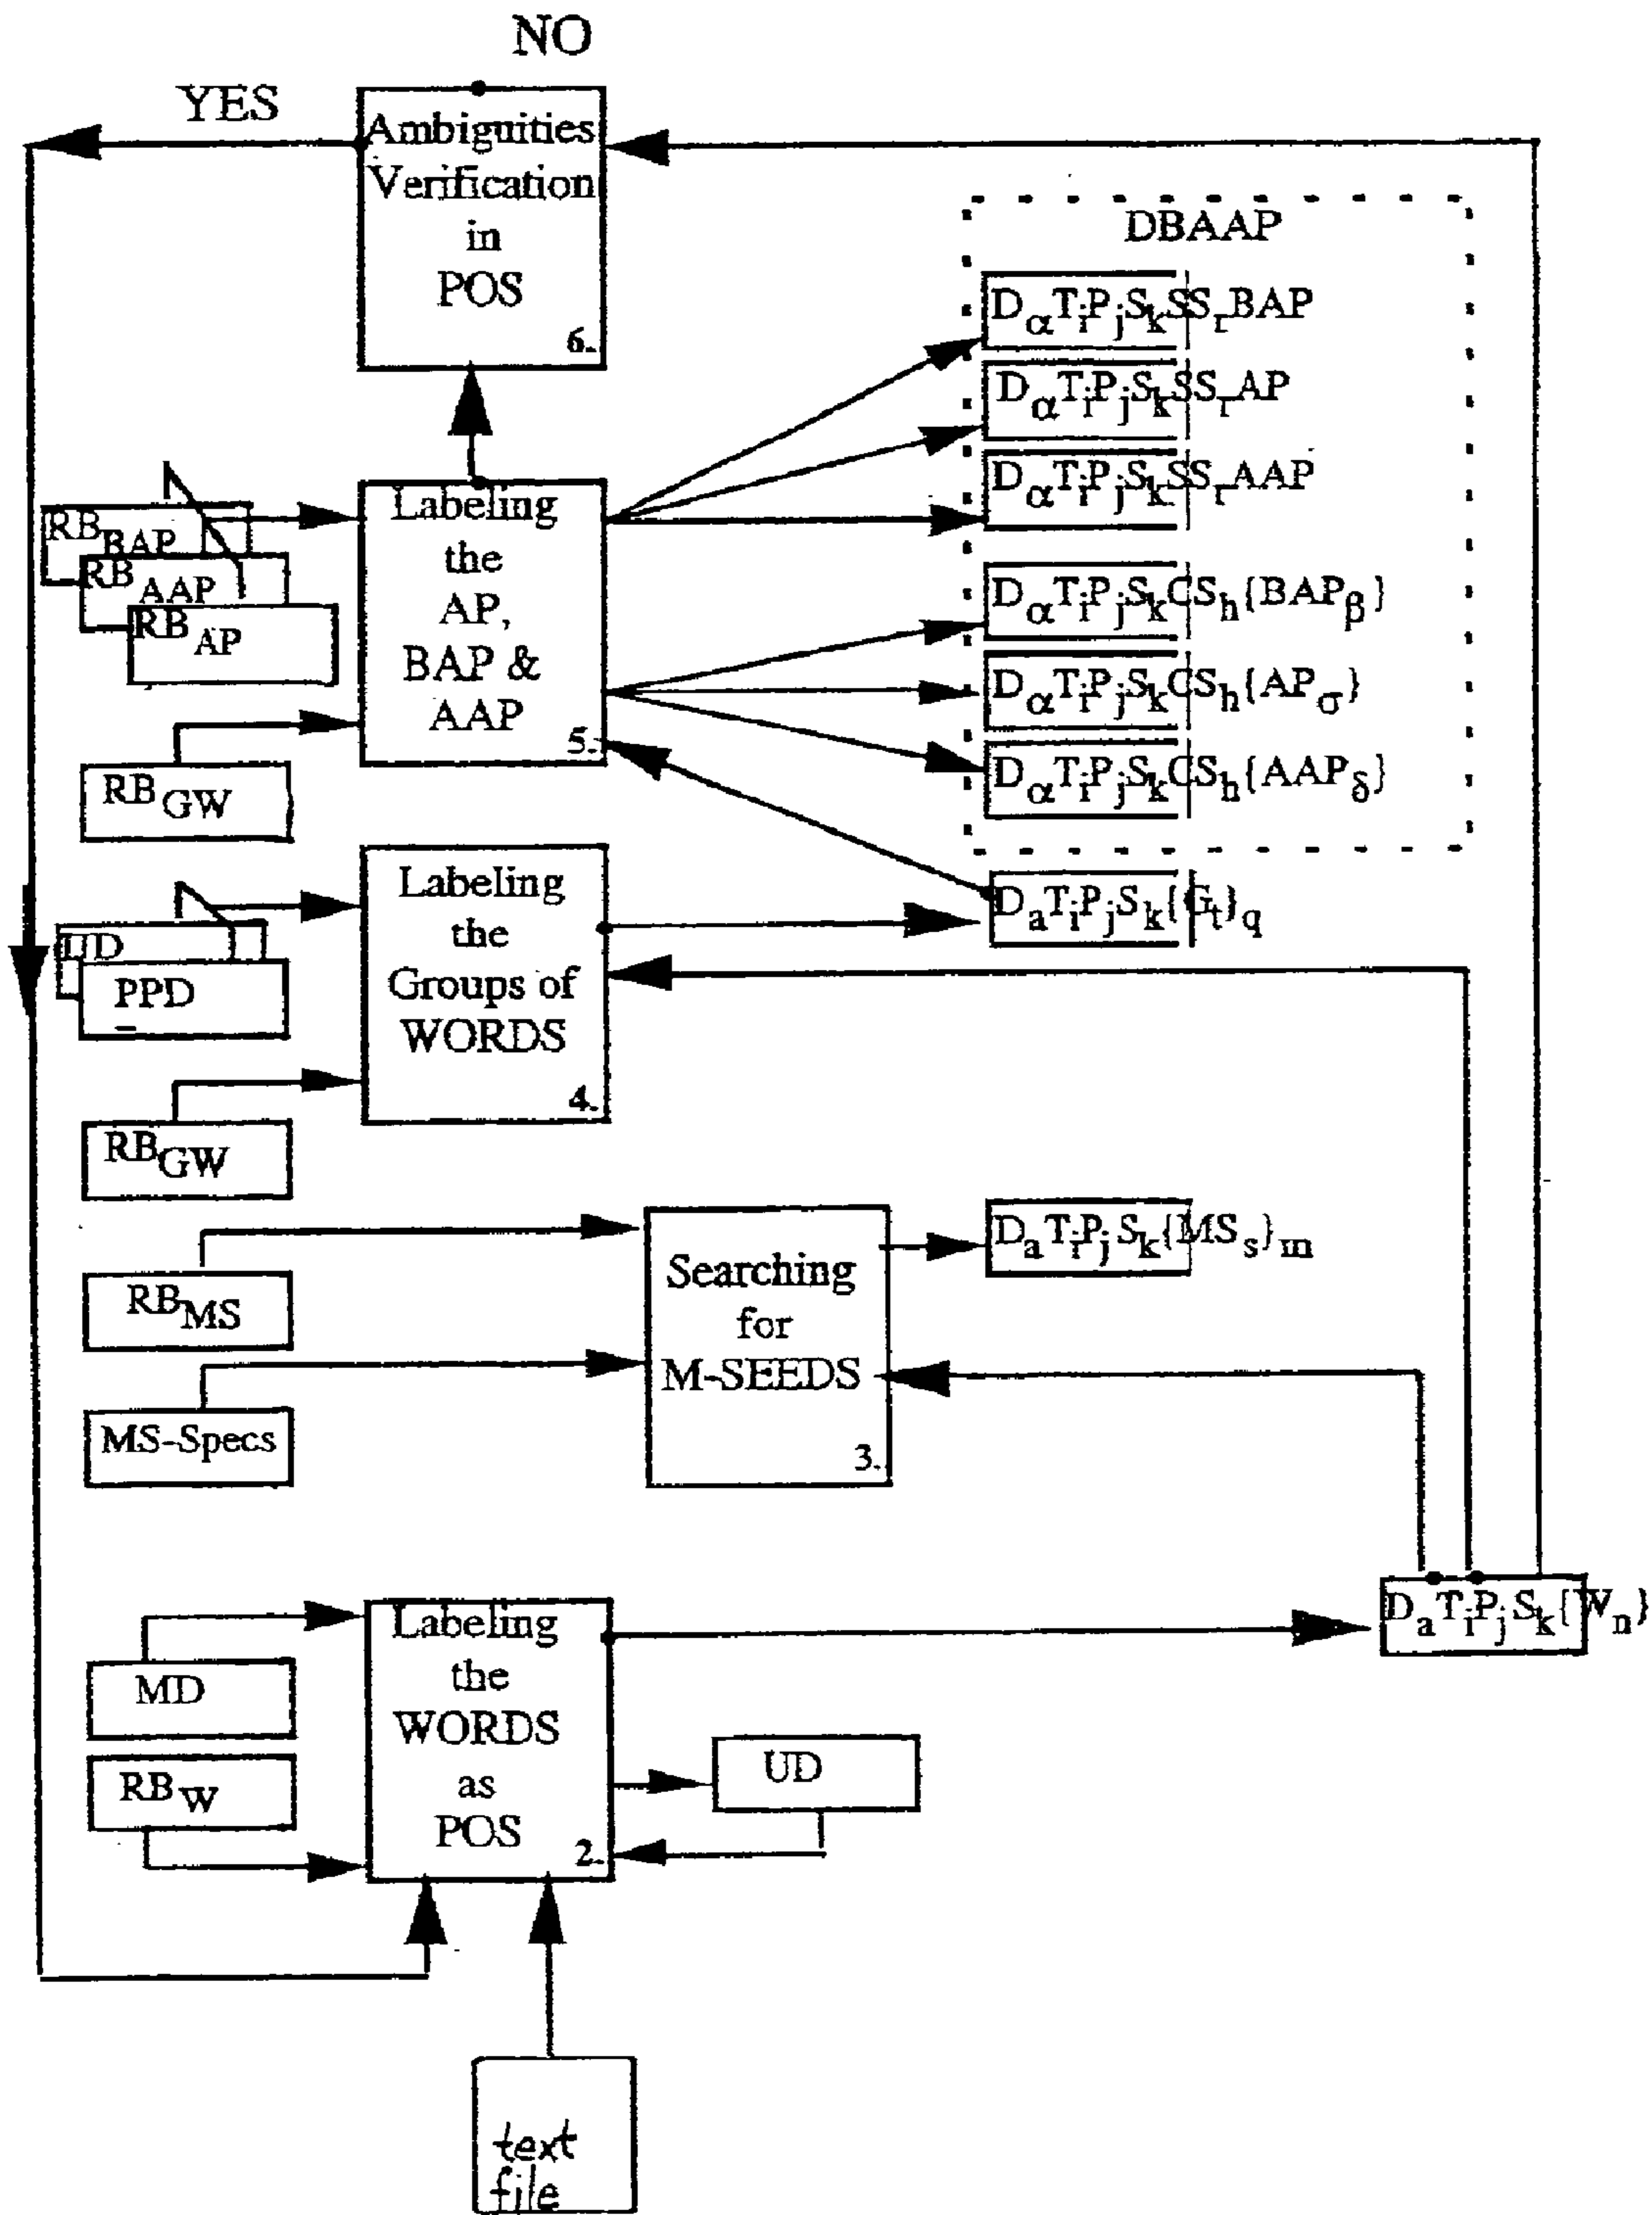 NO
YES
Ambiguities
Verification
in
POS
6.
DBAAP
DαTiPjSkSSrBAP
DαTiPjSkSSrAP
DαTiPjSkSSrAAP
DαTiPjSkCSh{BAPβ}
DαTiPjSkCSh{APσ}
DαTiPjSkCSh{AAPδ}
RBBAP
RBAAP
RBAP
Labeling
the
AP,
BAP &
AAP
5.
RBGW
Labeling
the
Groups of
WORDS
4.
DaTiPjSk{Gt}q
UD
PPD
RBGW
RBMS
Searching
for
M-SEEDS
3.
DaTiPjSk{MSs}m
MS-Specs
DaTiPjSk{Wn}
Labeling
the
WORDS
as
POS
2.
MD
RBW
UD
text
file